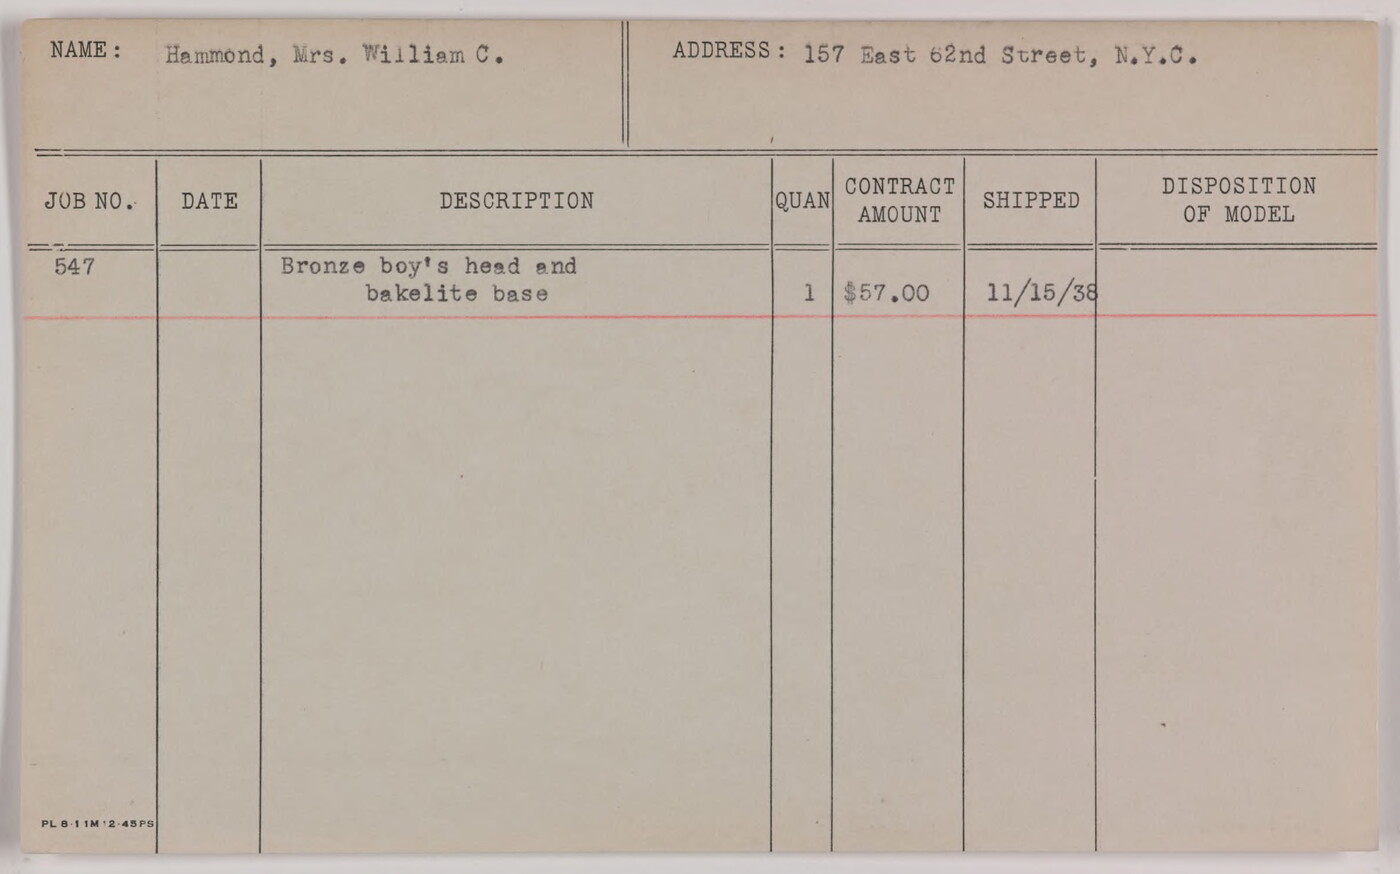 NAME: Hammond, Mrs. William C.
ADDRESS: 157 East 62nd Street, N.Y.C.
JOB NO. DATE DESCRIPTION QUAN CONTRACT AMOUNT SHIPPED DISPOSITION OF MODEL
547 Bronze boy's head and
bakelite base 1 $57.00 11/15/38
PL 8-1 1M 2-45 PS